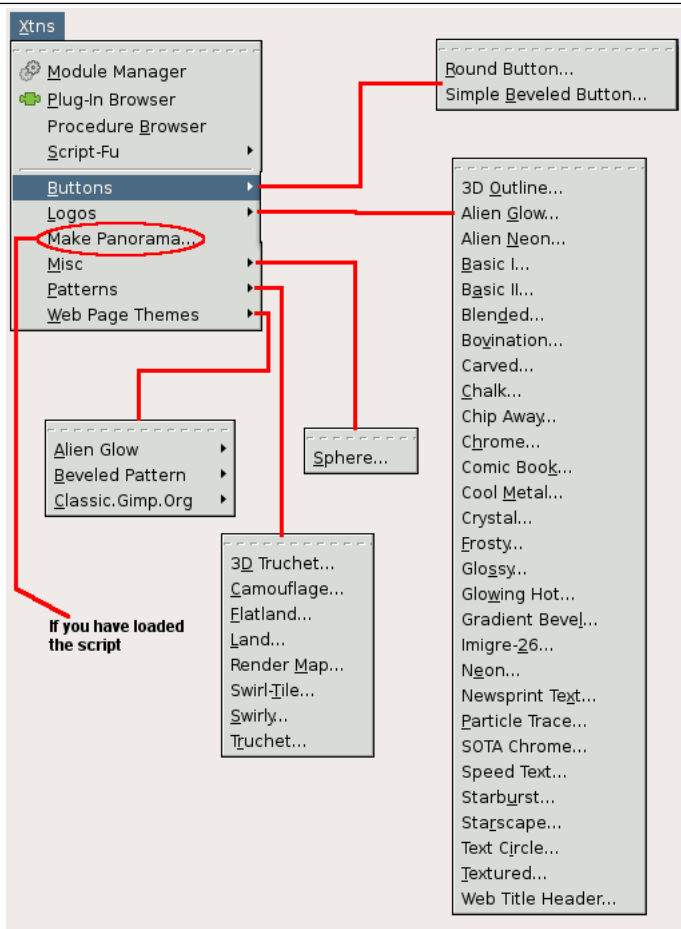 Xtns
Module Manager
Plug-In Browser
Procedure Browser
Script-Fu
Buttons
Logos
Make Panorama...
Misc
Patterns
Web Page Themes
Round Button...
Simple Beveled Button...
3D Outline...
Alien Glow...
Alien Neon...
Basic I...
Basic II...
Blended...
Bovination...
Carved...
Chalk...
Chip Away...
Chrome...
Comic Book...
Cool Metal...
Crystal...
Frosty...
Glossy...
Glowing Hot...
Gradient Bevel...
Imigre-26...
Neon...
Newsprint Text...
Particle Trace...
SOTA Chrome...
Speed Text...
Starburst...
Starscape...
Text Circle...
Textured...
Web Title Header...
Alien Glow
Beveled Pattern
Classic.Gimp.Org
Sphere...
3D Truchet...
Camouflage...
Flatland...
Land...
Render Map...
Swirl-Tile...
Swirly...
Truchet...
If you have loaded
the script